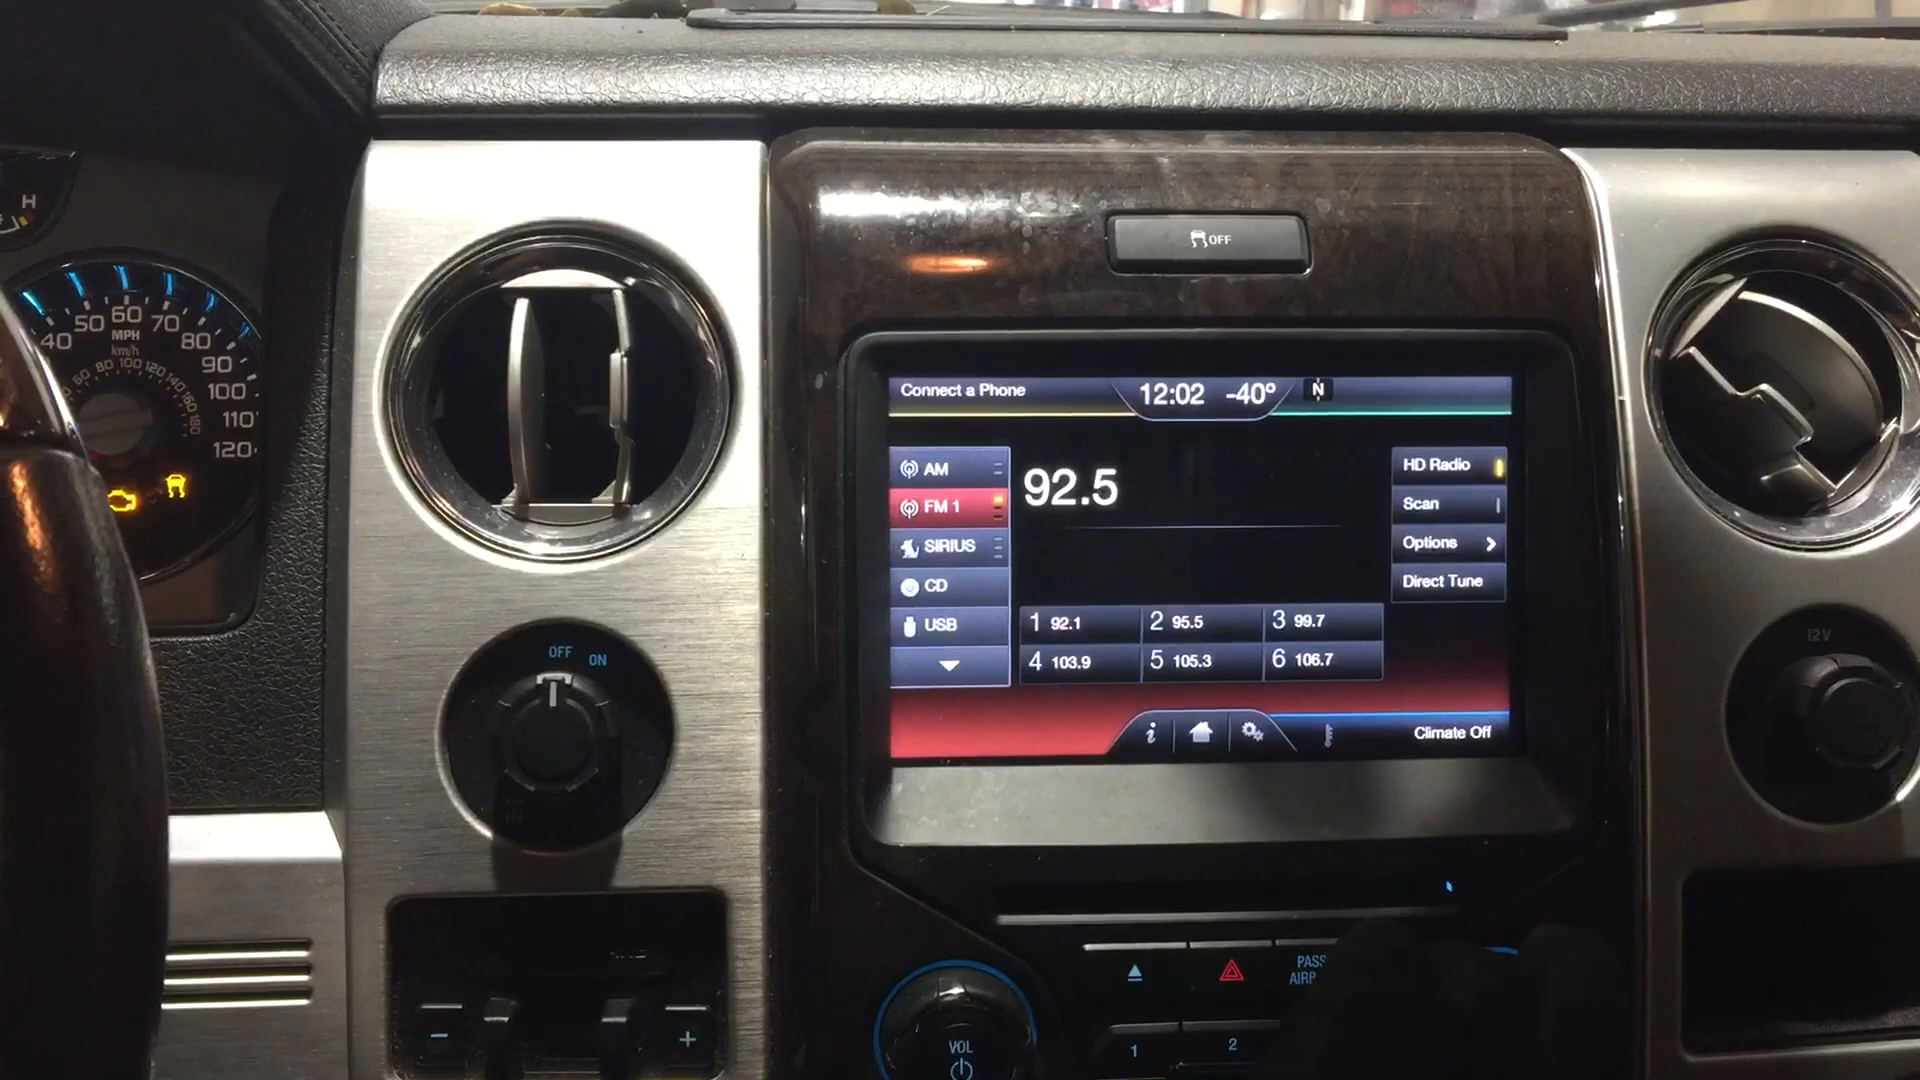 H
40 50 60 70 80 90 100 110 120
MPH
km/h
60 80 100 120 140 160 180
OFF
Connect a Phone
12:02 -40° N
AM
FM 1
SIRIUS
CD
USB
92.5
HD Radio
Scan
Options
Direct Tune
1 92.1 2 95.5 3 99.7
4 103.9 5 105.3 6 106.7
i
Climate Off
OFF ON
12V
PASS
AIRP
- +
VOL
1 2